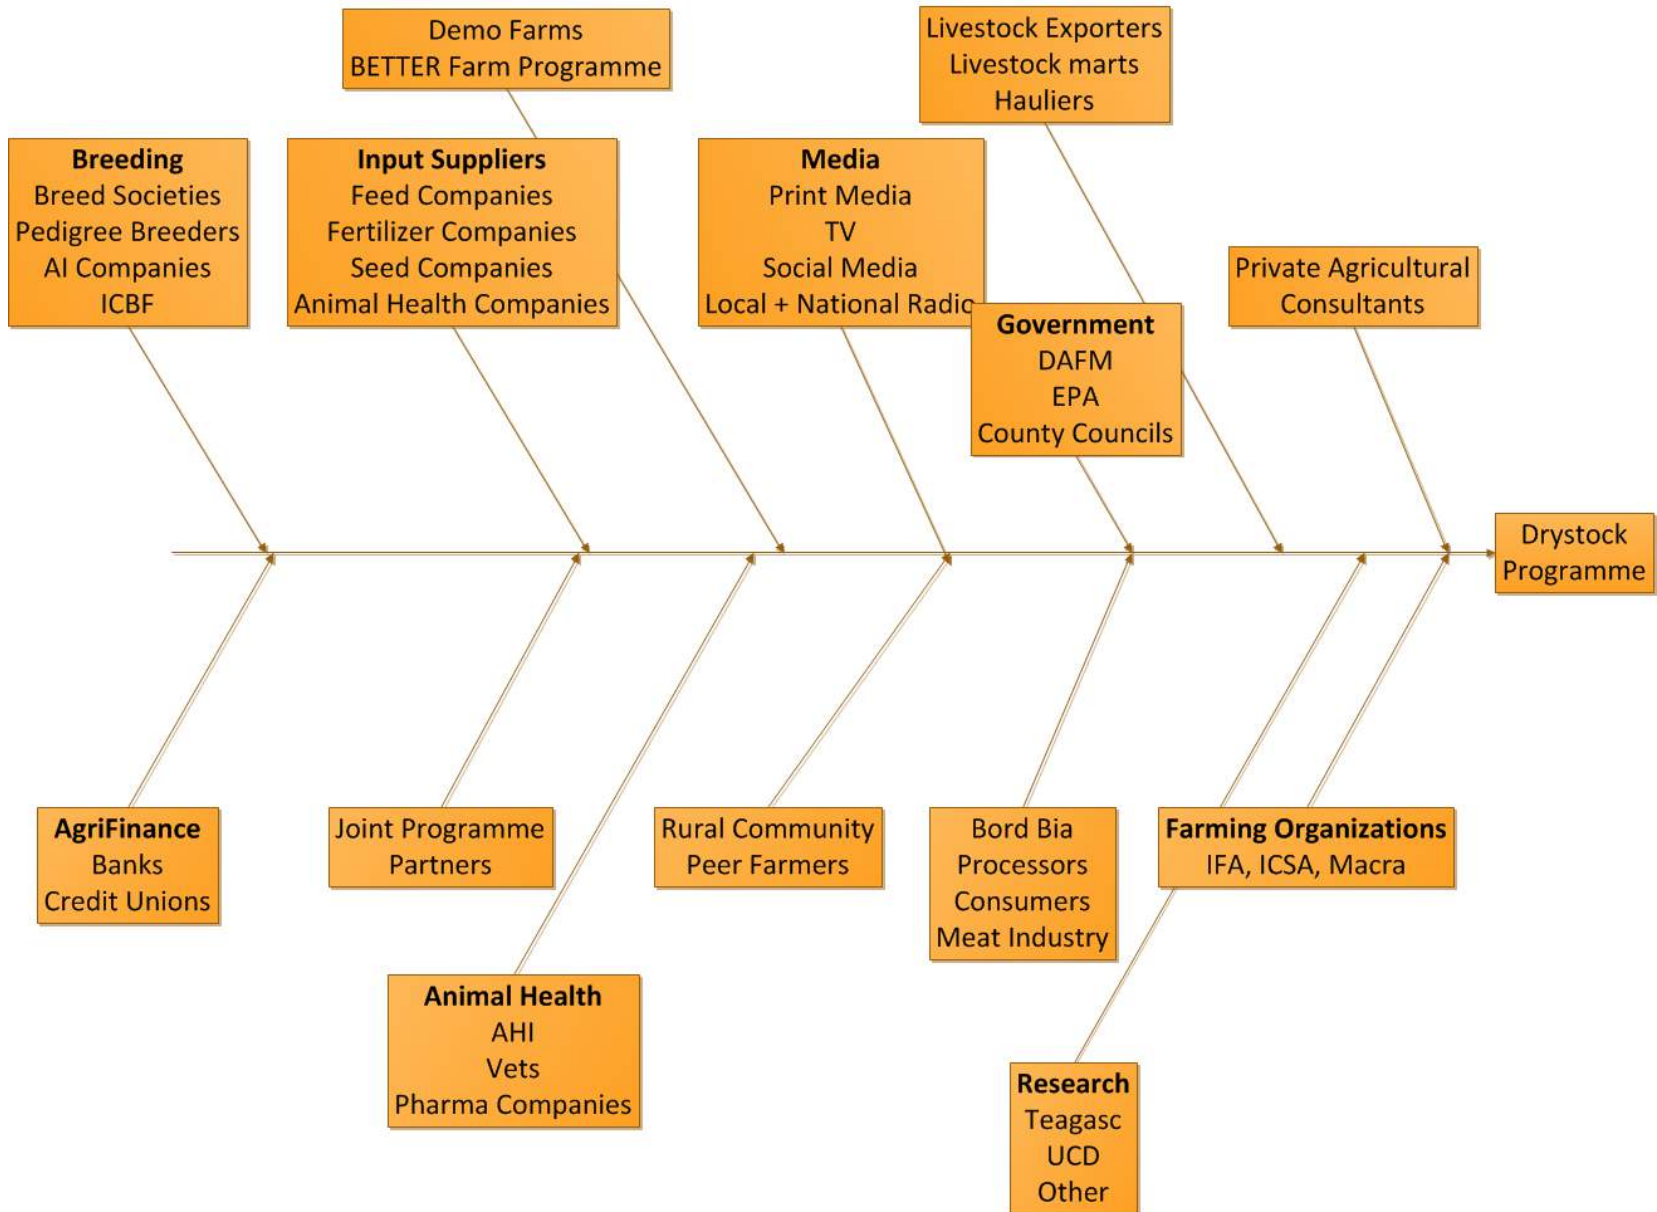 Demo Farms
BETTER Farm Programme
Livestock Exporters
Livestock marts
Hauliers
Breeding
Breed Societies
Pedigree Breeders
AI Companies
ICBF
Input Suppliers
Feed Companies
Fertilizer Companies
Seed Companies
Animal Health Companies
Media
Print Media
TV
Social Media
Local + National Radio
Government
DAFM
EPA
County Councils
Private Agricultural
Consultants
Drystock
Programme
AgriFinance
Banks
Credit Unions
Joint Programme
Partners
Rural Community
Peer Farmers
Bord Bia
Processors
Consumers
Meat Industry
Farming Organizations
IFA, ICSA, Macra
Animal Health
AHI
Vets
Pharma Companies
Research
Teagasc
UCD
Other